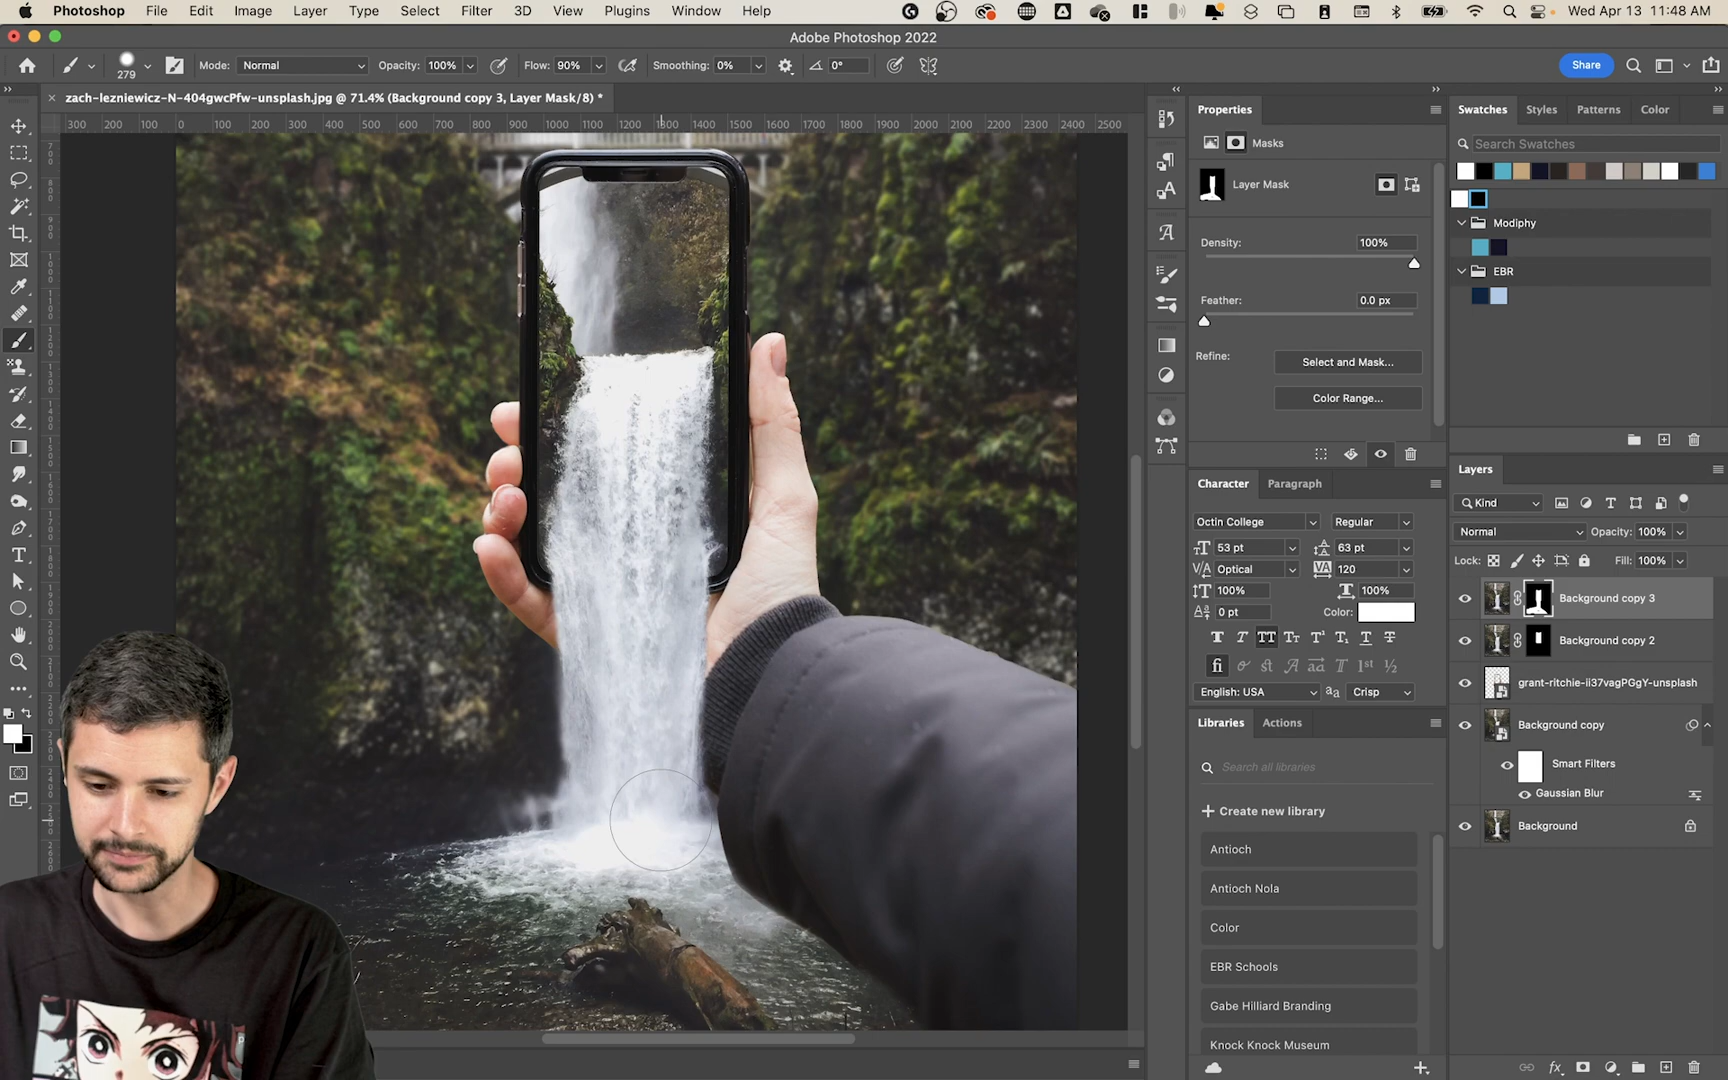 Photoshop File Edit Image Layer Type Select Filter 3D View Plugins Window Help Wed Apr 13 11:48 AM
Adobe Photoshop 2022
279 Mode: Normal Opacity: 100% Flow: 90% Smoothing: 0% 0° Share
zach-lezniewicz-N-404gwcPfw-unsplash.jpg @ 71.4% (Background copy 3, Layer Mask/8) *
300 200 100 0 100 200 300 400 500 600 700 800 900 1000 1100 1200 1300 1400 1500 1600 1700 1800 1900 2000 2100 2200 2300 2400 2500
Properties
Masks
Layer Mask
Density: 100%
Feather: 0.0 px
Refine: Select and Mask...
Color Range...
Character Paragraph
Octin College Regular
53 pt 63 pt
Optical 120
100% 100%
0 pt Color:
English: USA Crisp
Libraries Actions
Search all libraries
+ Create new library
Antioch
Antioch Nola
Color
EBR Schools
Gabe Hilliard Branding
Knock Knock Museum
Swatches Styles Patterns Color
Search Swatches
Modiphy
EBR
Layers
Kind
Normal Opacity: 100%
Lock: Fill: 100%
Background copy 3
Background copy 2
grant-ritchie-ii37vagPGgY-unsplash
Background copy
Smart Filters
Gaussian Blur
Background